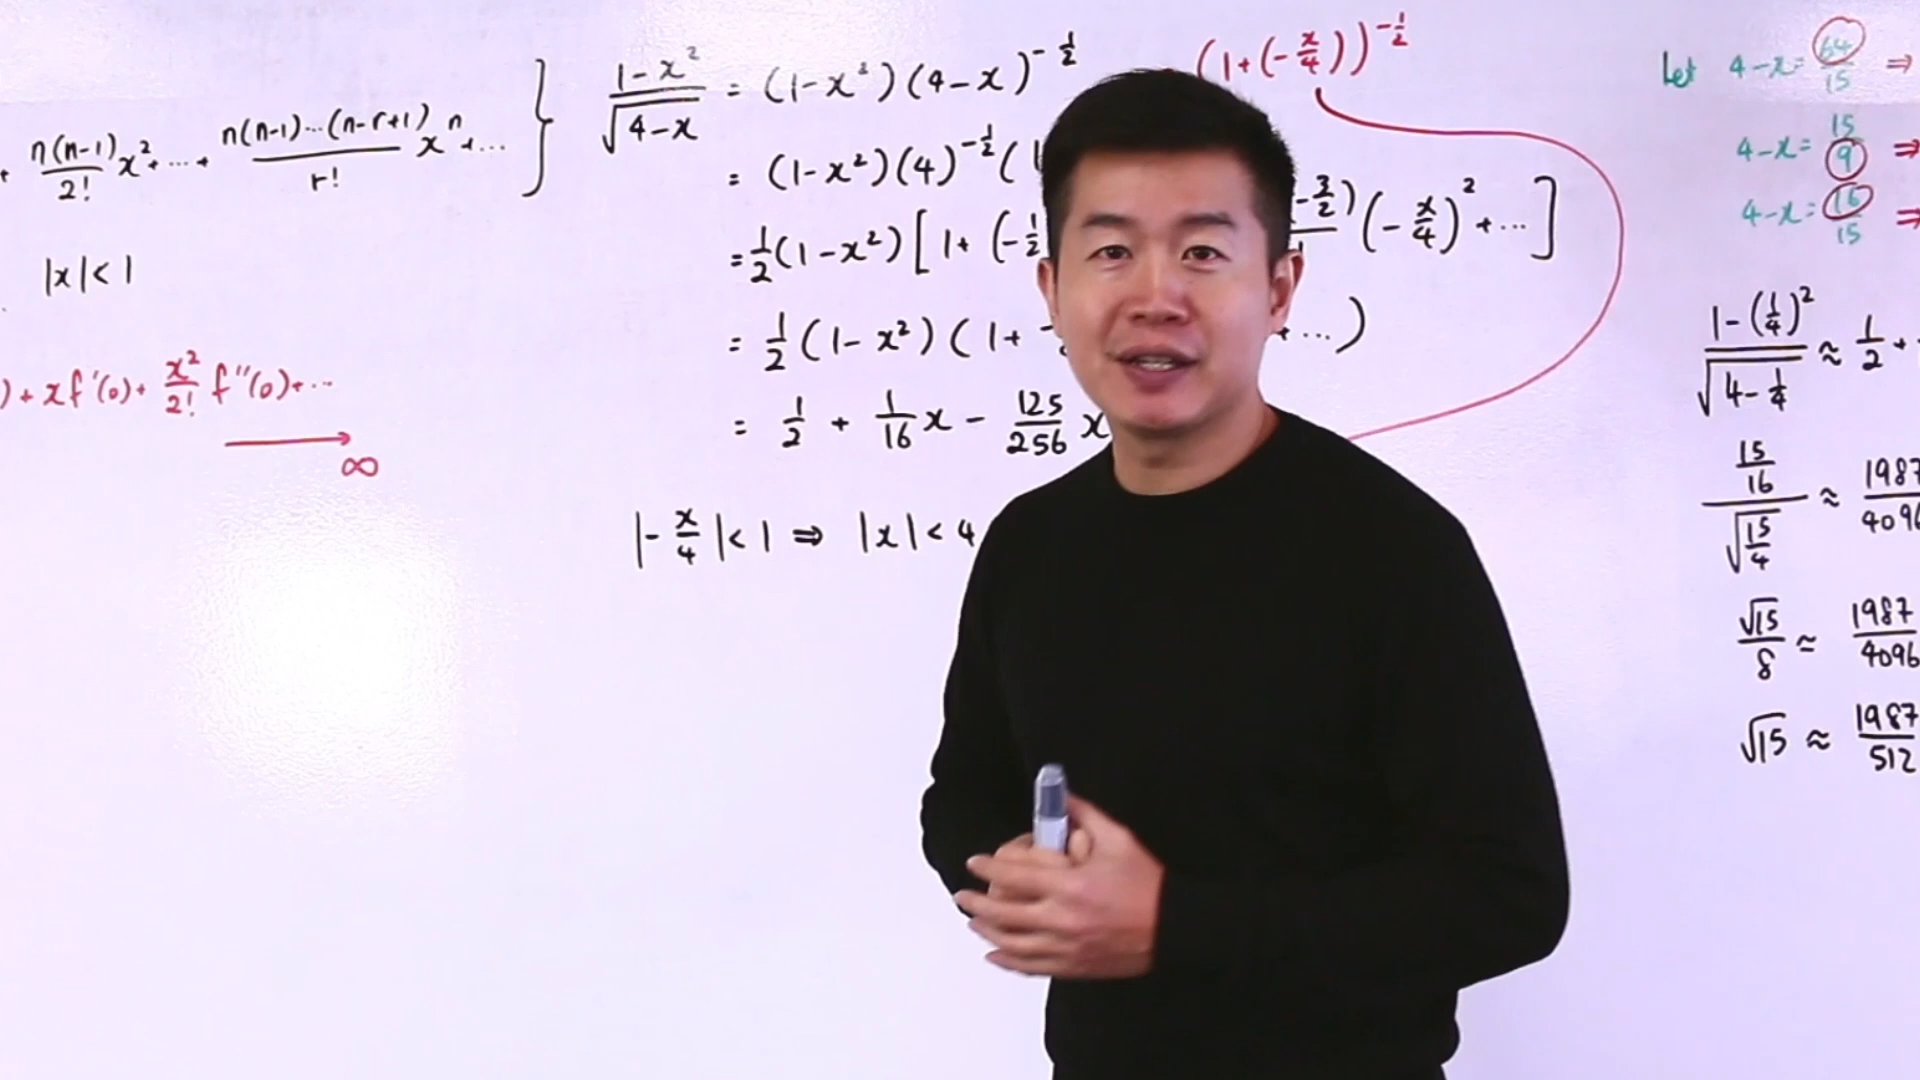 + n(n-1)/2! x² + ... + n(n-1)...(n-r+1)/r! xⁿ + ... }
|x| < 1
) + x f'(0) + x²/2! f''(0) + ...
∞
(1-x²)/√(4-x) = (1-x²)(4-x)^(-1/2)
(1+(-x/4))^(-1/2)
= (1-x²)(4)^(-1/2) (
= 1/2 (1-x²) [ 1 + (-1/2 -3/2) (-x/4)² + ... ]
= 1/2 (1-x²) ( 1 + + ... )
= 1/2 + 1/16 x - 125/256 x
|-x/4| < 1 ⇒ |x| < 4
Let 4-x = 64/15 ⇒
4-x = 15/9 ⇒
4-x = 16/15 ⇒
(1-(1/4)²)/√(4-1/4) ≈ 1/2 +
(15/16)/√(15/4) ≈ 1987/4096
√15/8 ≈ 1987/4096
√15 ≈ 1987/512